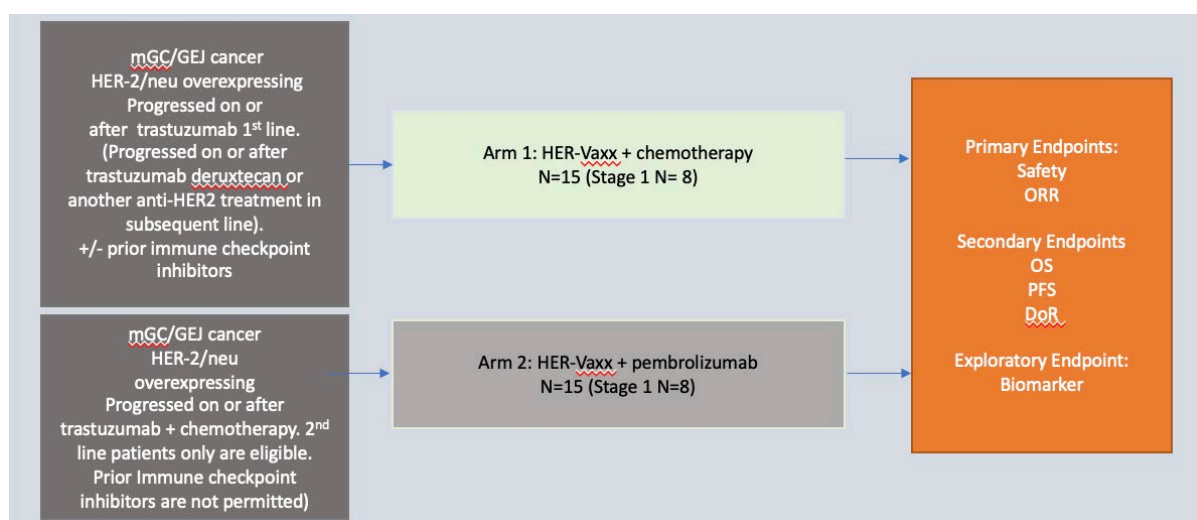 mGC/GEJ cancer
HER-2/neu overexpressing
Progressed on or
after trastuzumab 1st line.
(Progressed on or after
trastuzumab deruxtecan or
another anti-HER2 treatment in
subsequent line).
+/- prior immune checkpoint
inhibitors
Arm 1: HER-Vaxx + chemotherapy
N=15 (Stage 1 N= 8)
mGC/GEJ cancer
HER-2/neu
overexpressing
Progressed on or after
trastuzumab + chemotherapy. 2nd
line patients only are eligible.
Prior Immune checkpoint
inhibitors are not permitted)
Arm 2: HER-Vaxx + pembrolizumab
N=15 (Stage 1 N=8)
Primary Endpoints:
Safety
ORR
Secondary Endpoints
OS
PFS
DoR
Exploratory Endpoint:
Biomarker